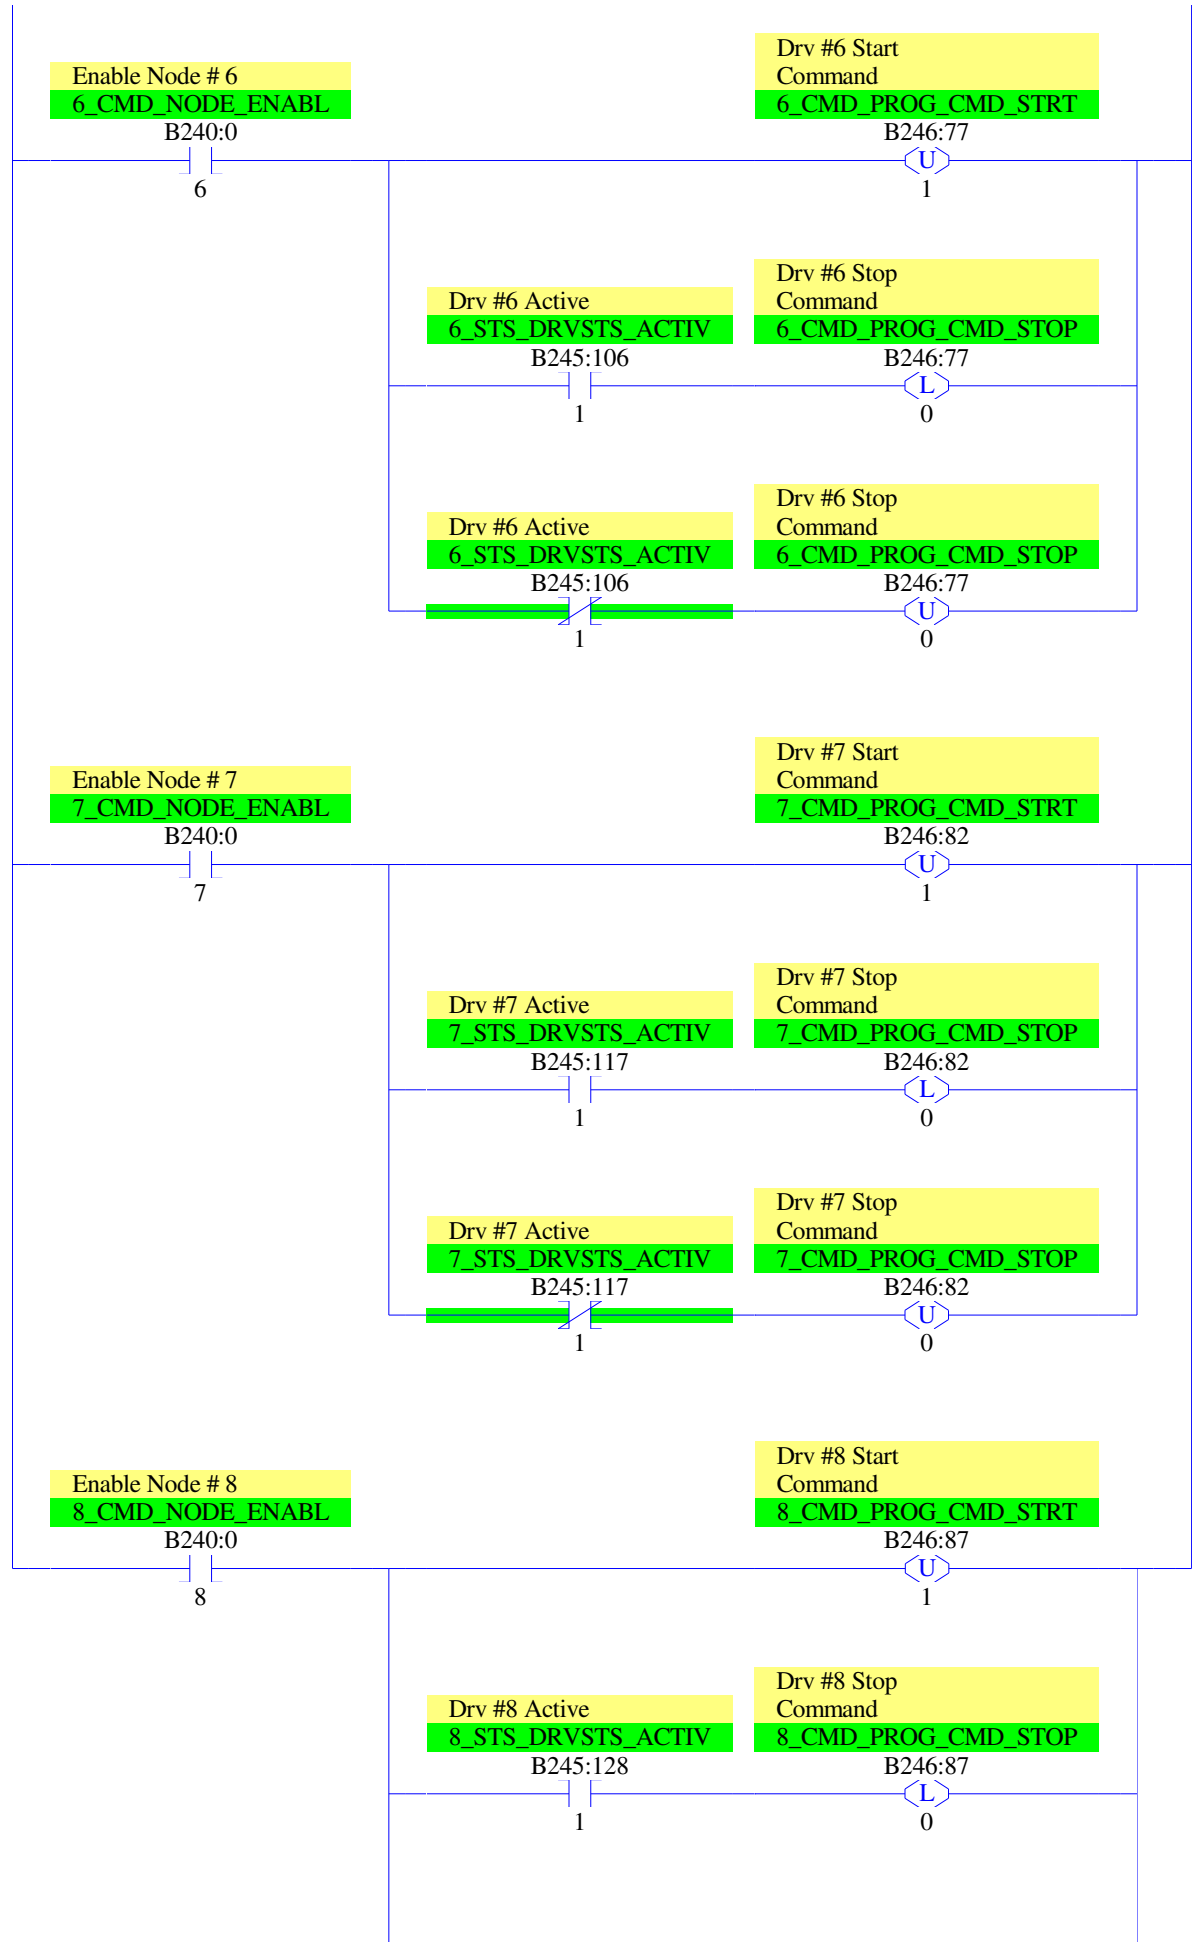 Drv #6 Start
Enable Node # 6
Command
6_CMD_NODE_ENABL
6_CMD_PROG_CMD_STRT
B240:0
B246:77
U
6
1
Drv #6 Stop
Drv #6 Active
Command
6_STS_DRVSTS_ACTIV
6_CMD_PROG_CMD_STOP
B245:106
B246:77
L
1
0
Drv #6 Stop
Drv #6 Active
Command
6_STS_DRVSTS_ACTIV
6_CMD_PROG_CMD_STOP
B245:106
B246:77
U
1
0
Drv #7 Start
Enable Node # 7
Command
7_CMD_NODE_ENABL
7_CMD_PROG_CMD_STRT
B240:0
B246:82
U
7
1
Drv #7 Stop
Drv #7 Active
Command
7_STS_DRVSTS_ACTIV
7_CMD_PROG_CMD_STOP
B245:117
B246:82
L
1
0
Drv #7 Stop
Drv #7 Active
Command
7_STS_DRVSTS_ACTIV
7_CMD_PROG_CMD_STOP
B245:117
B246:82
U
1
0
Drv #8 Start
Enable Node # 8
Command
8_CMD_NODE_ENABL
8_CMD_PROG_CMD_STRT
B240:0
B246:87
U
8
1
Drv #8 Stop
Drv #8 Active
Command
8_STS_DRVSTS_ACTIV
8_CMD_PROG_CMD_STOP
B245:128
B246:87
L
1
0